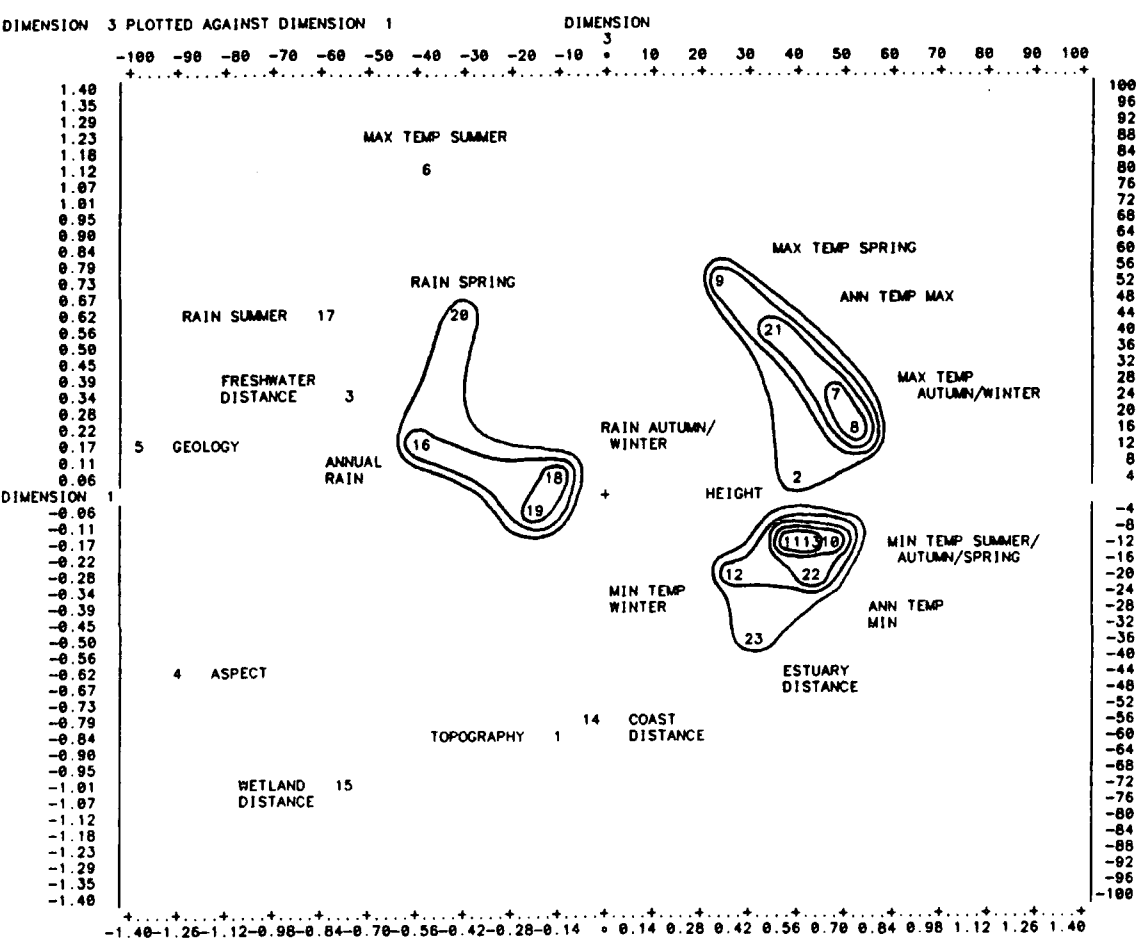 DIMENSION 3 PLOTTED AGAINST DIMENSION 1 DIMENSION
3
-100 -90 -80 -70 -60 -50 -40 -30 -20 -10 0 10 20 30 40 50 60 70 80 90 100
1.40 100
1.35 96
1.29 92
1.23 MAX TEMP SUMMER 88
1.18 84
1.12 6 80
1.07 76
1.01 72
0.95 68
0.90 64
0.84 MAX TEMP SPRING 60
0.79 56
0.73 RAIN SPRING 9 52
0.67 ANN TEMP MAX 48
0.62 RAIN SUMMER 17 20 44
0.56 21 40
0.50 36
0.45 32
0.39 FRESHWATER MAX TEMP 28
0.34 DISTANCE 3 7 AUTUMN/WINTER 24
0.28 20
0.22 RAIN AUTUMN/ 8 16
0.17 5 GEOLOGY 16 WINTER 12
0.11 ANNUAL 8
0.06 RAIN 18 2 4
DIMENSION 1 + HEIGHT
-0.06 19 -4
-0.11 -8
-0.17 11 13 10 MIN TEMP SUMMER/ -12
-0.22 AUTUMN/SPRING -16
-0.28 12 22 -20
-0.34 MIN TEMP -24
-0.39 WINTER ANN TEMP -28
-0.45 MIN -32
-0.50 23 -36
-0.56 -40
-0.62 4 ASPECT ESTUARY -44
-0.67 DISTANCE -48
-0.73 -52
-0.79 14 COAST -56
-0.84 TOPOGRAPHY 1 DISTANCE -60
-0.90 -64
-0.95 -68
-1.01 WETLAND 15 -72
-1.07 DISTANCE -76
-1.12 -80
-1.18 -84
-1.23 -88
-1.29 -92
-1.35 -96
-1.40 -100
-1.40-1.26-1.12-0.98-0.84-0.70-0.56-0.42-0.28-0.14 0 0.14 0.28 0.42 0.56 0.70 0.84 0.98 1.12 1.26 1.40